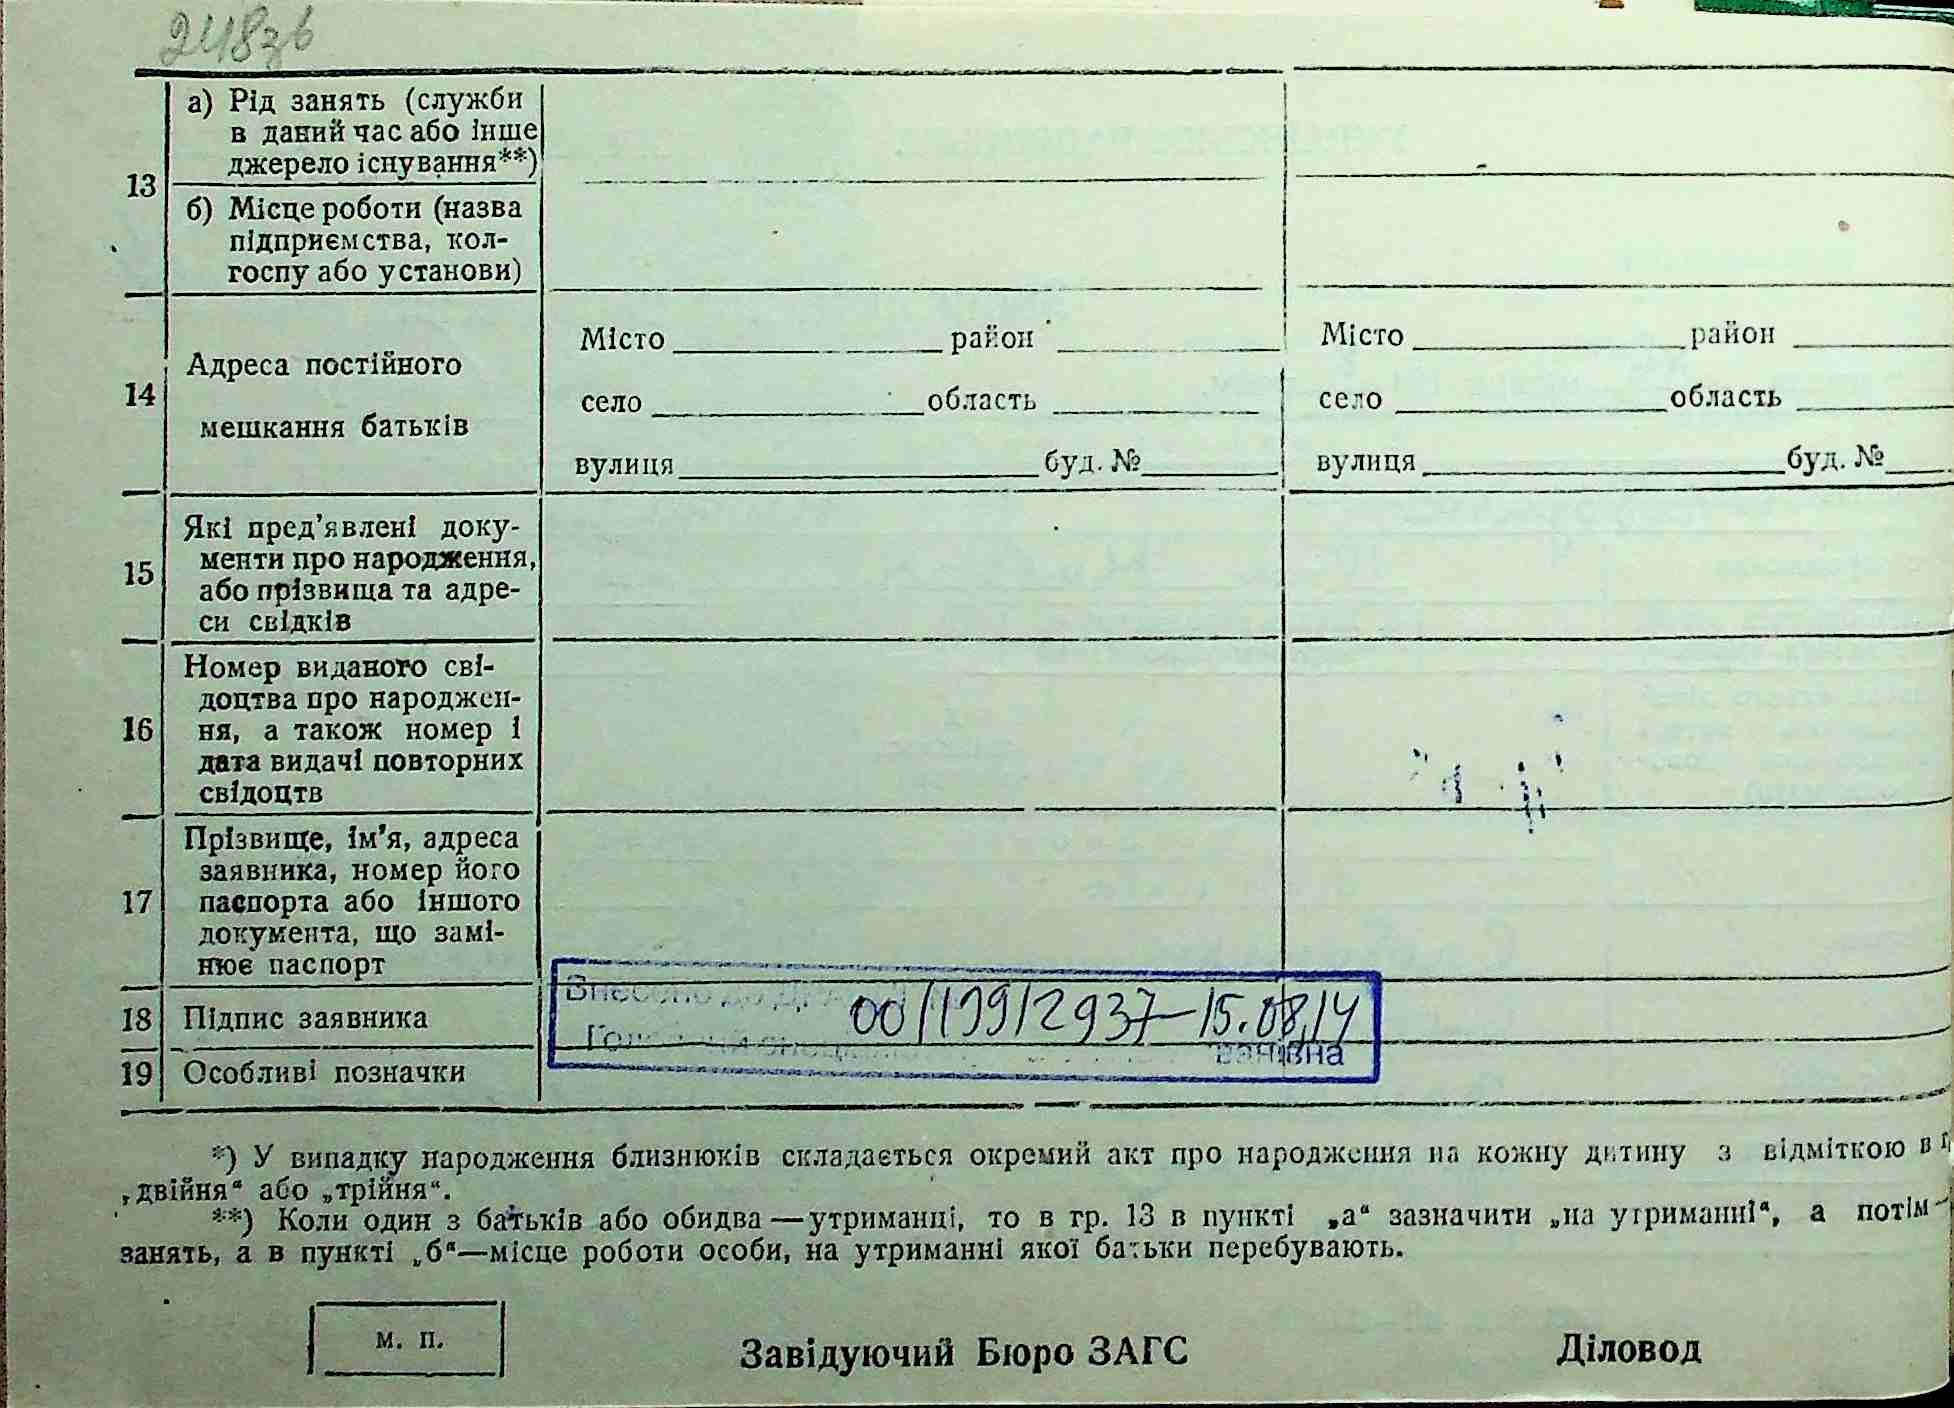 248зв
13 а) Рід занять (служби
в даний час або інше
джерело існування**)
б) Місце роботи (назва
підприємства, кол-
госпу або установи)
14 Адреса постійного
мешкання батьків
Місто район Місто район
село область село область
вулиця буд. № вулиця буд. №
15 Які пред’явлені доку-
менти про народження,
або прізвища та адре-
си свідків
16 Номер виданого сві-
доцтва про народжен-
ня, а також номер і
дата видачі повторних
свідоцтв
17 Прізвище, ім’я, адреса
заявника, номер його
паспорта або іншого
документа, що замі-
нює паспорт
Внесено до
00119912937-15.08.14
18 Підпис заявника
19 Особливі позначки
*) У випадку народження близнюків складається окремий акт про народження на кожну дитину з відміткою в
„двійня“ або „трійня“.
**) Коли один з батьків або обидва—утриманці, то в гр. 13 в пункті „а“ зазначити „на утриманні“, а потім
занять, а в пункті „б“—місце роботи особи, на утриманні якої батьки перебувають.
м. п. Завідуючий Бюро ЗАГС Діловод